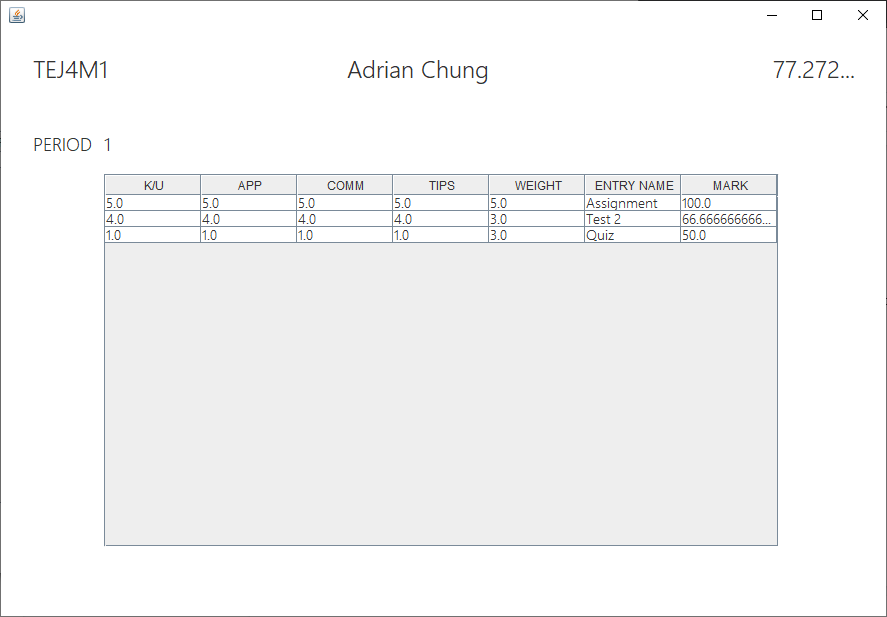 TEJ4M1 Adrian Chung 77.272...
PERIOD 1
K/U APP COMM TIPS WEIGHT ENTRY NAME MARK
5.0 5.0 5.0 5.0 5.0 Assignment 100.0
4.0 4.0 4.0 4.0 3.0 Test 2 66.666666666...
1.0 1.0 1.0 1.0 3.0 Quiz 50.0